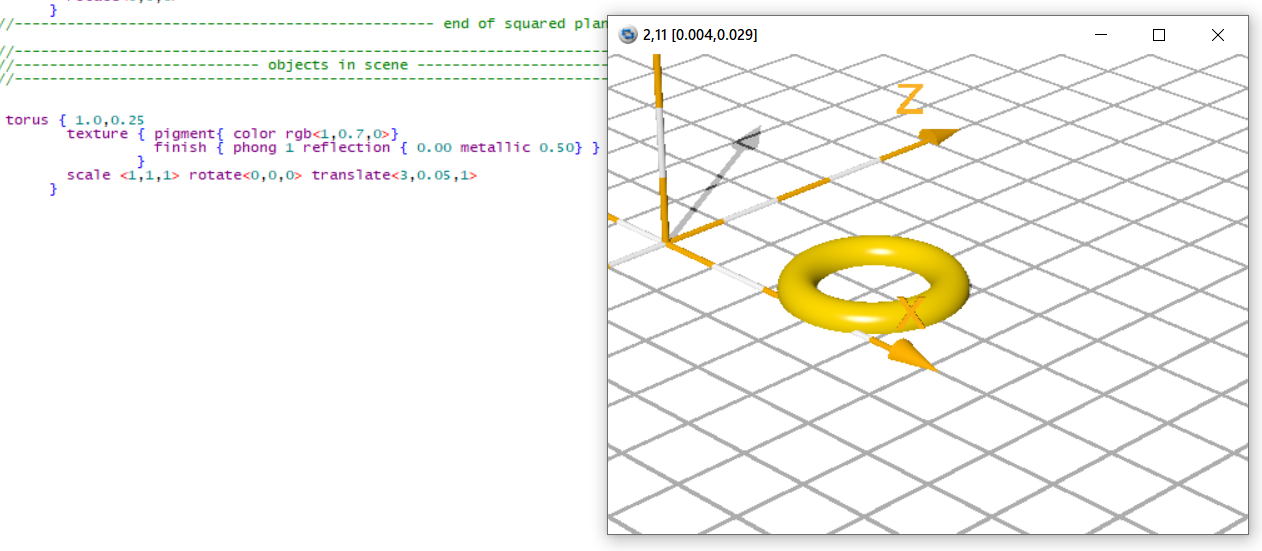 }
//------------------------------------------------ end of squared plan
//--------------------------------------------------------------------
//---------------------------- objects in scene ----------------------
//--------------------------------------------------------------------
torus { 1.0,0.25
texture { pigment{ color rgb<1,0.7,0>}
finish { phong 1 reflection { 0.00 metallic 0.50} }
}
scale <1,1,1> rotate<0,0,0> translate<3,0.05,1>
}
2,11 [0.004,0.029]
Z
X